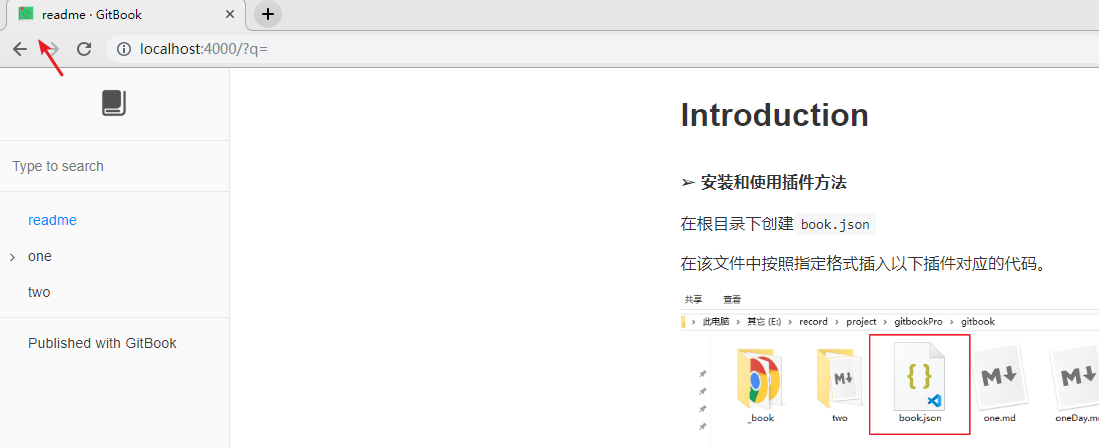 readme · GitBook
localhost:4000/?q=
Introduction
Type to search
➢ 安装和使用插件方法
readme
在根目录下创建 book.json
one
在该文件中按照指定格式插入以下插件对应的代码。
two
共享 查看
此电脑 > 其它 (E:) > record > project > gitbookPro > gitbook
Published with GitBook
{ }
M↓
M↓
M↓
_book
two
book.json
one.md
oneDay.m